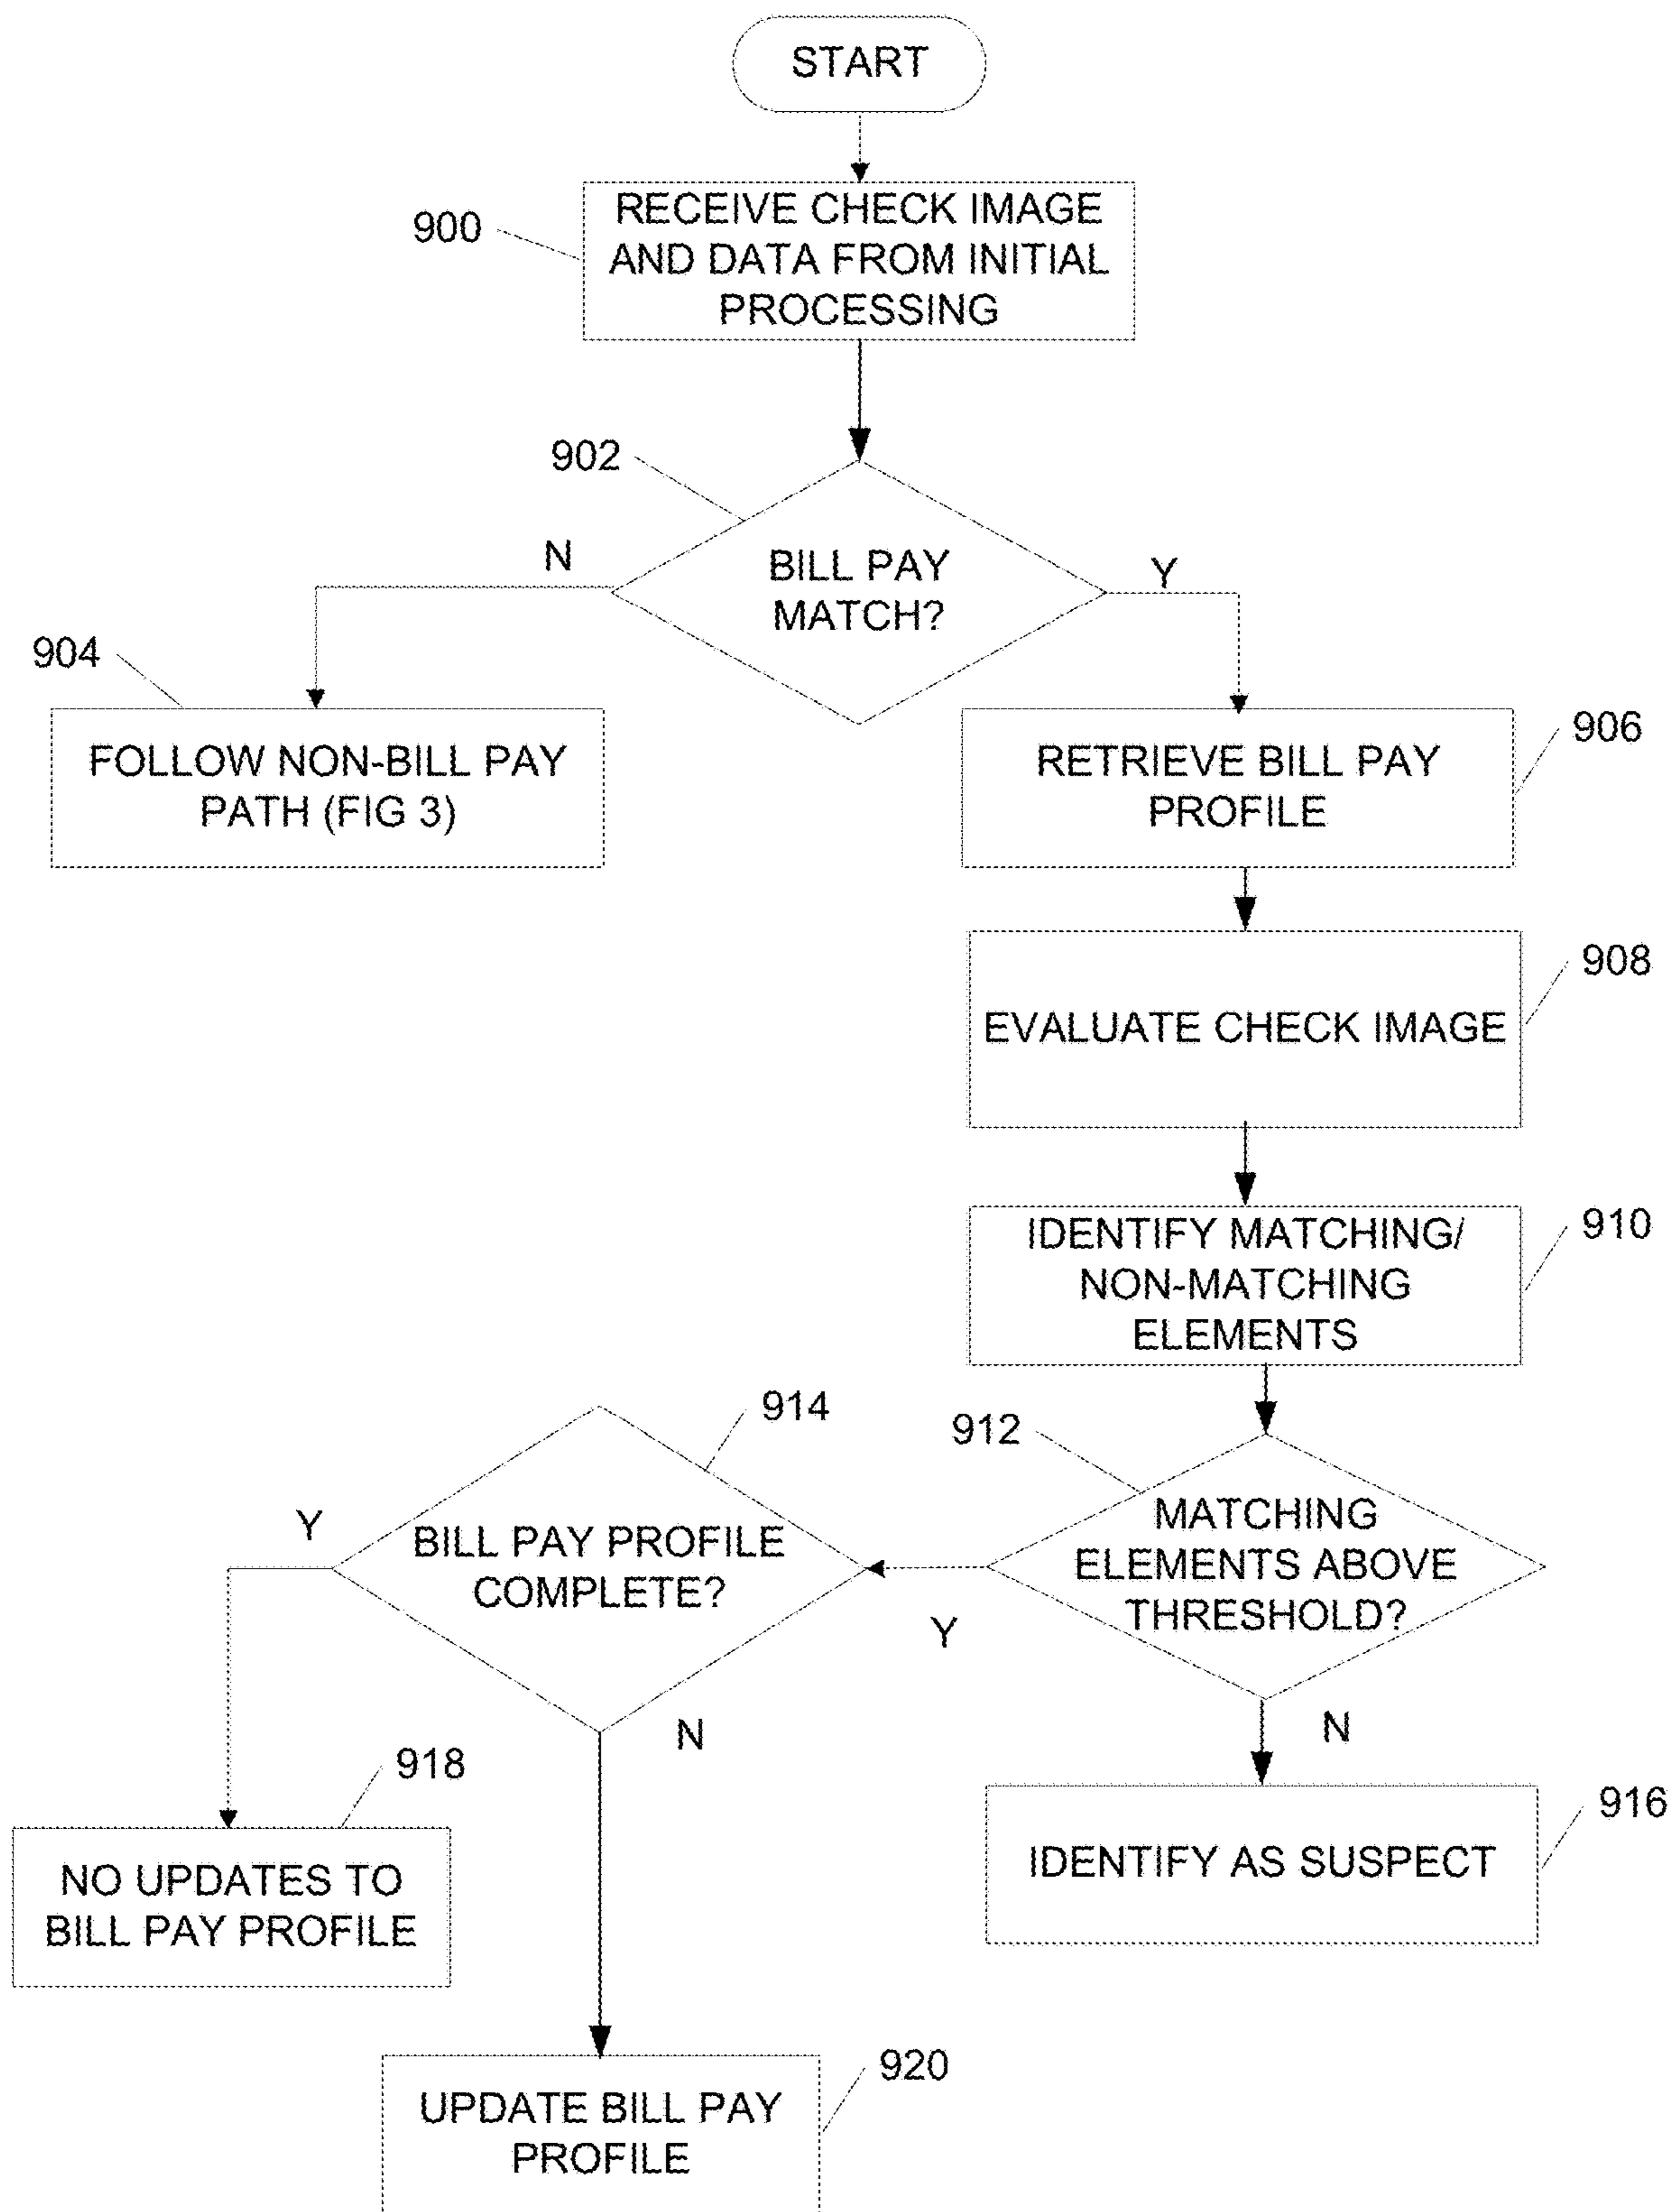 START
900
RECEIVE CHECK IMAGE
AND DATA FROM INITIAL
PROCESSING
902
BILL PAY
MATCH?
N
Y
904
FOLLOW NON-BILL PAY
PATH (FIG 3)
906
RETRIEVE BILL PAY
PROFILE
908
EVALUATE CHECK IMAGE
910
IDENTIFY MATCHING/
NON-MATCHING
ELEMENTS
912
MATCHING
ELEMENTS ABOVE
THRESHOLD?
Y
N
914
BILL PAY PROFILE
COMPLETE?
Y
N
916
IDENTIFY AS SUSPECT
918
NO UPDATES TO
BILL PAY PROFILE
920
UPDATE BILL PAY
PROFILE